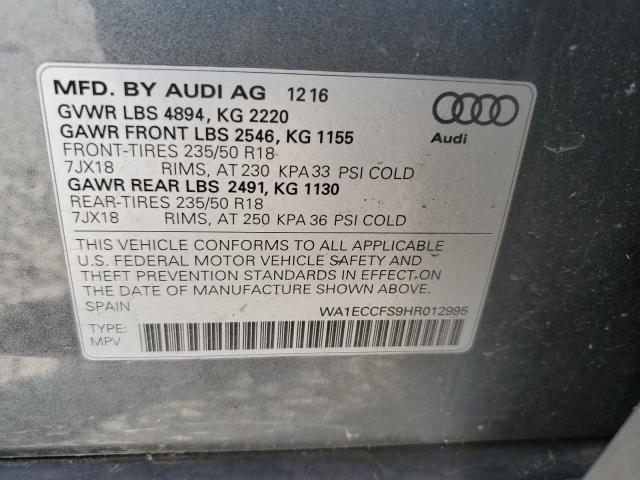 MFD. BY AUDI AG 12 16
GVWR LBS 4894, KG 2220
GAWR FRONT LBS 2546, KG 1155
FRONT-TIRES 235/50 R18
7JX18 RIMS, AT 230 KPA 33 PSI COLD
GAWR REAR LBS 2491, KG 1130
REAR-TIRES 235/50 R18
7JX18 RIMS, AT 250 KPA 36 PSI COLD
Audi
THIS VEHICLE CONFORMS TO ALL APPLICABLE
U.S. FEDERAL MOTOR VEHICLE SAFETY AND
THEFT PREVENTION STANDARDS IN EFFECT ON
THE DATE OF MANUFACTURE SHOWN ABOVE.
SPAIN WA1ECCFS9HR012995
TYPE:
MPV